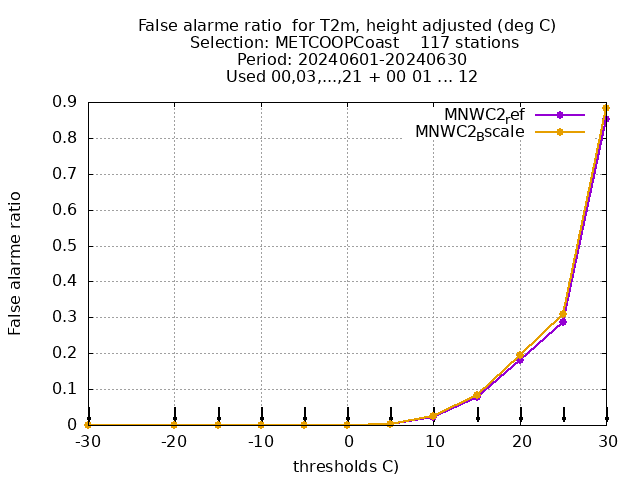 False alarme ratio  for T2m, height adjusted (deg C)
Selection: METCOOPCoast    117 stations
Period: 20240601-20240630
Used 00,03,...,21 + 00 01 ... 12
MNWC2_ref
MNWC2_Bscale
False alarme ratio
0.9
0.8
0.7
0.6
0.5
0.4
0.3
0.2
0.1
0
-30 -20 -10 0 10 20 30
thresholds C)